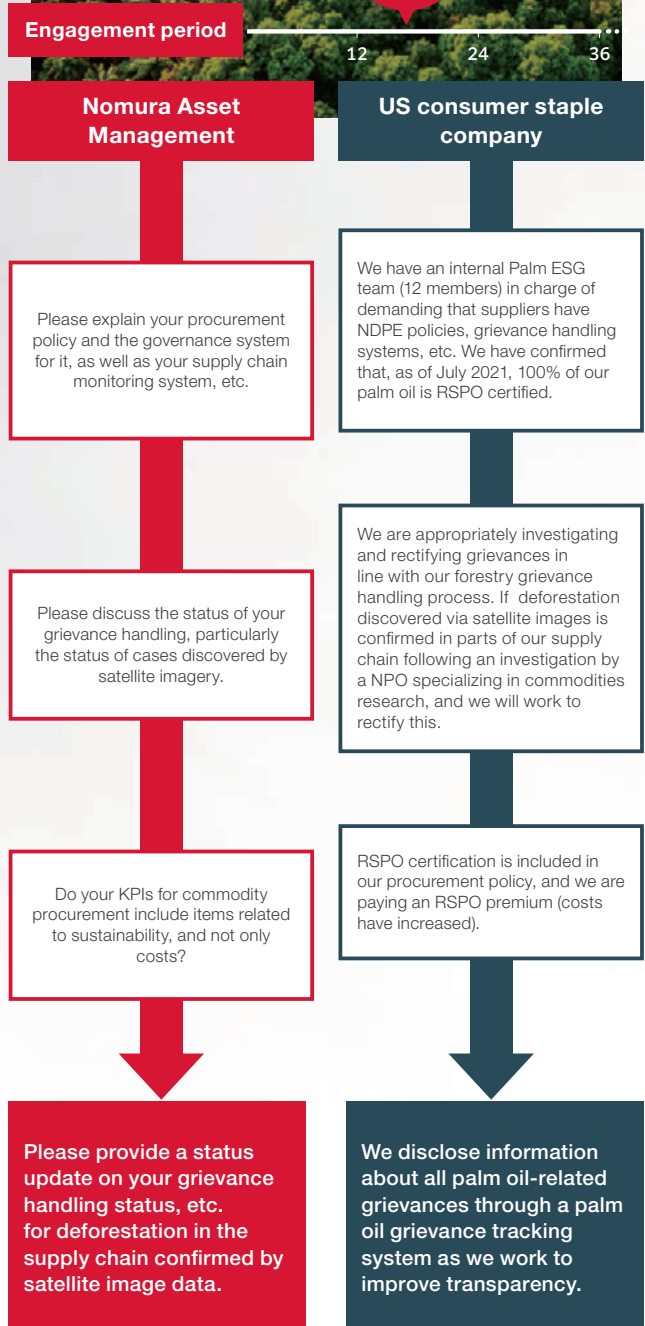 Engagement period
12 24 36
Nomura Asset
Management
US consumer staple
company
Please explain your procurement
policy and the governance system
for it, as well as your supply chain
monitoring system, etc.
We have an internal Palm ESG
team (12 members) in charge of
demanding that suppliers have
NDPE policies, grievance handling
systems, etc. We have confirmed
that, as of July 2021, 100% of our
palm oil is RSPO certified.
Please discuss the status of your
grievance handling, particularly
the status of cases discovered by
satellite imagery.
We are appropriately investigating
and rectifying grievances in
line with our forestry grievance
handling process. If deforestation
discovered via satellite images is
confirmed in parts of our supply
chain following an investigation by
a NPO specializing in commodities
research, and we will work to
rectify this.
Do your KPIs for commodity
procurement include items related
to sustainability, and not only
costs?
RSPO certification is included in
our procurement policy, and we are
paying an RSPO premium (costs
have increased).
Please provide a status
update on your grievance
handling status, etc.
for deforestation in the
supply chain confirmed by
satellite image data.
We disclose information
about all palm oil-related
grievances through a palm
oil grievance tracking
system as we work to
improve transparency.